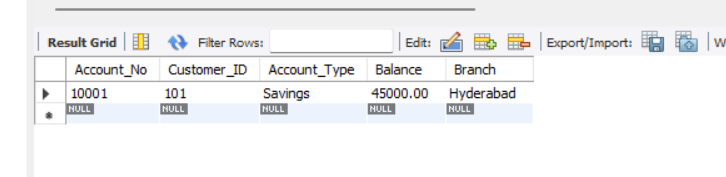 Result Grid Filter Rows: Edit: Export/Import: W
Account_No Customer_ID Account_Type Balance Branch
10001 101 Savings 45000.00 Hyderabad
NULL NULL NULL NULL NULL